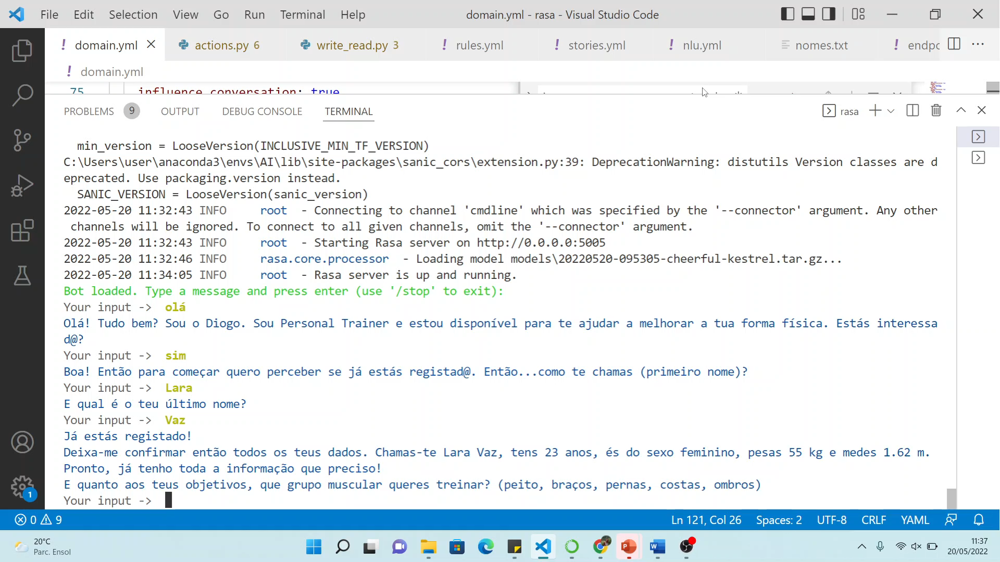 File Edit Selection View Go Run Terminal Help domain.yml - rasa - Visual Studio Code
! domain.yml actions.py 6 write_read.py 3 ! rules.yml ! stories.yml ! nlu.yml nomes.txt ! endpo
! domain.yml
75 influence_conversation: true
PROBLEMS 9 OUTPUT DEBUG CONSOLE TERMINAL rasa
min_version = LooseVersion(INCLUSIVE_MIN_TF_VERSION)
C:\Users\user\anaconda3\envs\AI\lib\site-packages\sanic_cors\extension.py:39: DeprecationWarning: distutils Version classes are d
eprecated. Use packaging.version instead.
SANIC_VERSION = LooseVersion(sanic_version)
2022-05-20 11:32:43 INFO root - Connecting to channel 'cmdline' which was specified by the '--connector' argument. Any other
channels will be ignored. To connect to all given channels, omit the '--connector' argument.
2022-05-20 11:32:43 INFO root - Starting Rasa server on http://0.0.0.0:5005
2022-05-20 11:32:46 INFO rasa.core.processor - Loading model models\20220520-095305-cheerful-kestrel.tar.gz...
2022-05-20 11:34:05 INFO root - Rasa server is up and running.
Bot loaded. Type a message and press enter (use '/stop' to exit):
Your input -> olá
Olá! Tudo bem? Sou o Diogo. Sou Personal Trainer e estou disponível para te ajudar a melhorar a tua forma física. Estás interessa
d@?
Your input -> sim
Boa! Então para começar quero perceber se já estás registad@. Então...como te chamas (primeiro nome)?
Your input -> Lara
E qual é o teu último nome?
Your input -> Vaz
Já estás registado!
Deixa-me confirmar então todos os teus dados. Chamas-te Lara Vaz, tens 23 anos, és do sexo feminino, pesas 55 kg e medes 1.62 m.
Pronto, já tenho toda a informação que preciso!
E quanto aos teus objetivos, que grupo muscular queres treinar? (peito, braços, pernas, costas, ombros)
Your input ->
1
0 9 Ln 121, Col 26 Spaces: 2 UTF-8 CRLF YAML
20°C 11:37
Parc. Ensol 20/05/2022